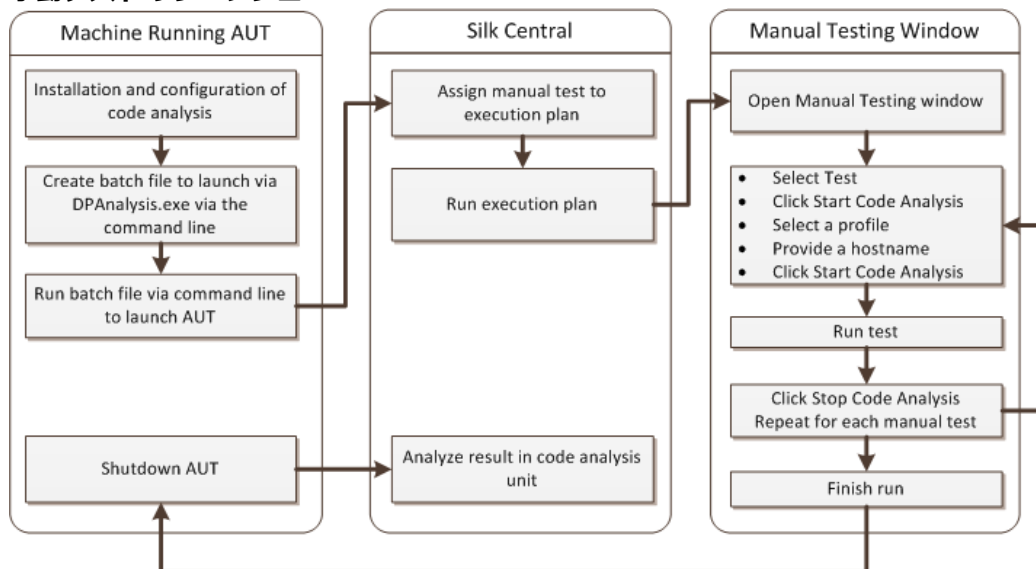 Machine Running AUT
Installation and configuration of
code analysis
Create batch file to launch via
DPAnalysis.exe via the
command line
Run batch file via command line
to launch AUT
Shutdown AUT
Silk Central
Assign manual test to
execution plan
Run execution plan
Analyze result in code analysis
unit
Manual Testing Window
Open Manual Testing window
• Select Test
• Click Start Code Analysis
• Select a profile
• Provide a hostname
• Click Start Code Analysis
Run test
Click Stop Code Analysis
Repeat for each manual test
Finish run